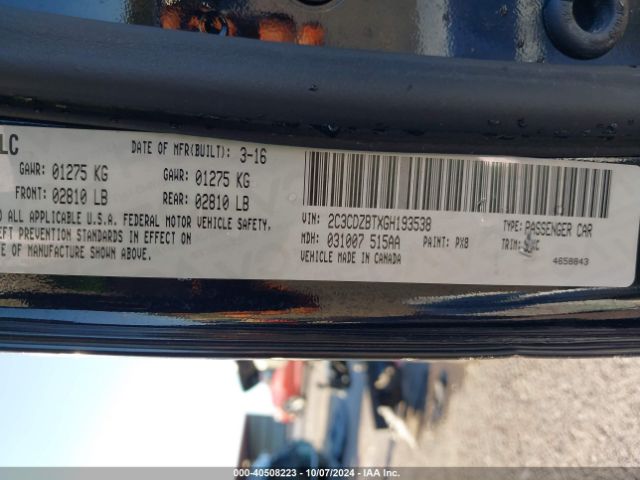 LC
DATE OF MFR(BUILT): 3-16
GAWR: 01275 KG GAWR: 01275 KG
FRONT: 02810 LB REAR: 02810 LB
O ALL APPLICABLE U.S.A. FEDERAL MOTOR VEHICLE SAFETY,
EFT PREVENTION STANDARDS IN EFFECT ON
E OF MANUFACTURE SHOWN ABOVE.
VIN: 2C3CDZBTXGH193538 TYPE: PASSENGER CAR
MDH: 031007 515AA PAINT: PX8 TRIM:
VEHICLE MADE IN CANADA
4658843
000-40508223 - 10/07/2024 - IAA Inc.